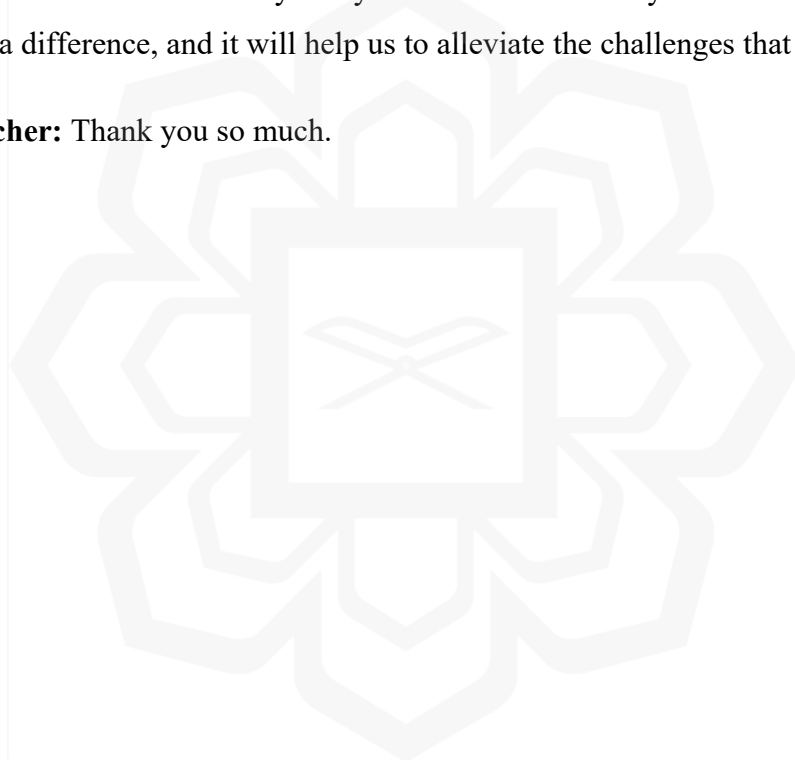 a difference, and it will help us to alleviate the challenges that
cher: Thank you so much.